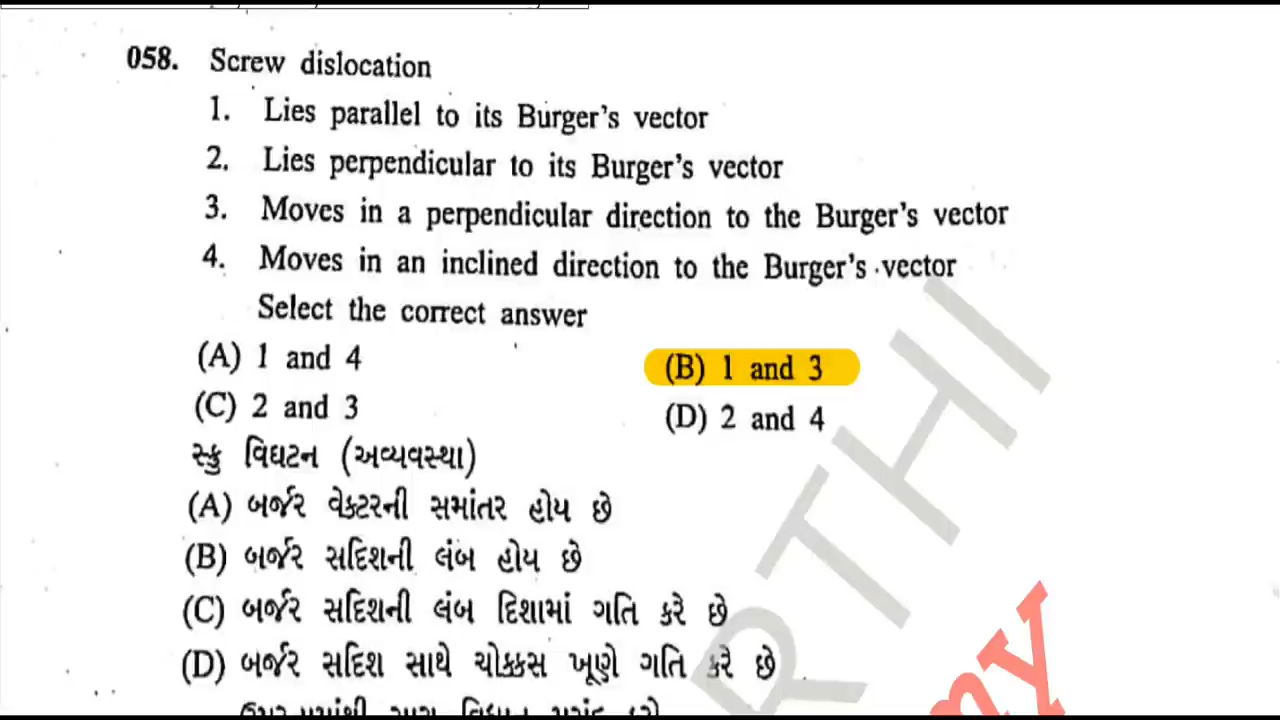 058. Screw dislocation
1. Lies parallel to its Burger's vector
2. Lies perpendicular to its Burger's vector
3. Moves in a perpendicular direction to the Burger's vector
4. Moves in an inclined direction to the Burger's vector
Select the correct answer
(A) 1 and 4 (B) 1 and 3
(C) 2 and 3 (D) 2 and 4
સ્ક્રુ વિઘટન (અવ્યવસ્થા)
(A) બર્જર વેક્ટરની સમાંતર હોય છે
(B) બર્જર સદિશની લંબ હોય છે
(C) બર્જર સદિશની લંબ દિશામાં ગતિ કરે છે
(D) બર્જર સદિશ સાથે ચોક્કસ ખૂણે ગતિ કરે છે
RTHI
my